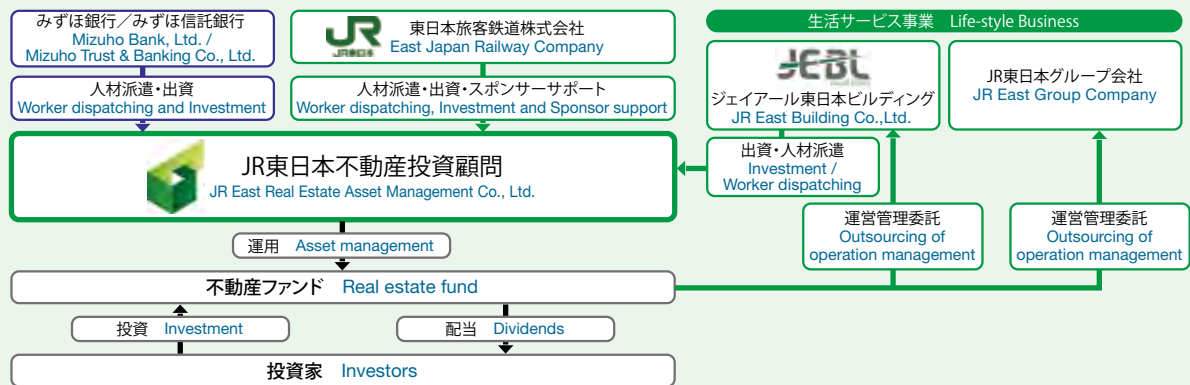 みずほ銀行／みずほ信託銀行
Mizuho Bank, Ltd. /
Mizuho Trust & Banking Co., Ltd.
人材派遣・出資
Worker dispatching and Investment
JR
JR東日本
東日本旅客鉄道株式会社
East Japan Railway Company
人材派遣・出資・スポンサーサポート
Worker dispatching, Investment and Sponsor support
生活サービス事業 Life-style Business
JEBL
ジェイアール東日本ビルディング
JR East Building Co.,Ltd.
JR東日本グループ会社
JR East Group Company
JR東日本不動産投資顧問
JR East Real Estate Asset Management Co., Ltd.
出資・人材派遣
Investment /
Worker dispatching
運営管理委託
Outsourcing of
operation management
運営管理委託
Outsourcing of
operation management
運用 Asset management
不動産ファンド Real estate fund
投資 Investment
配当 Dividends
投資家 Investors